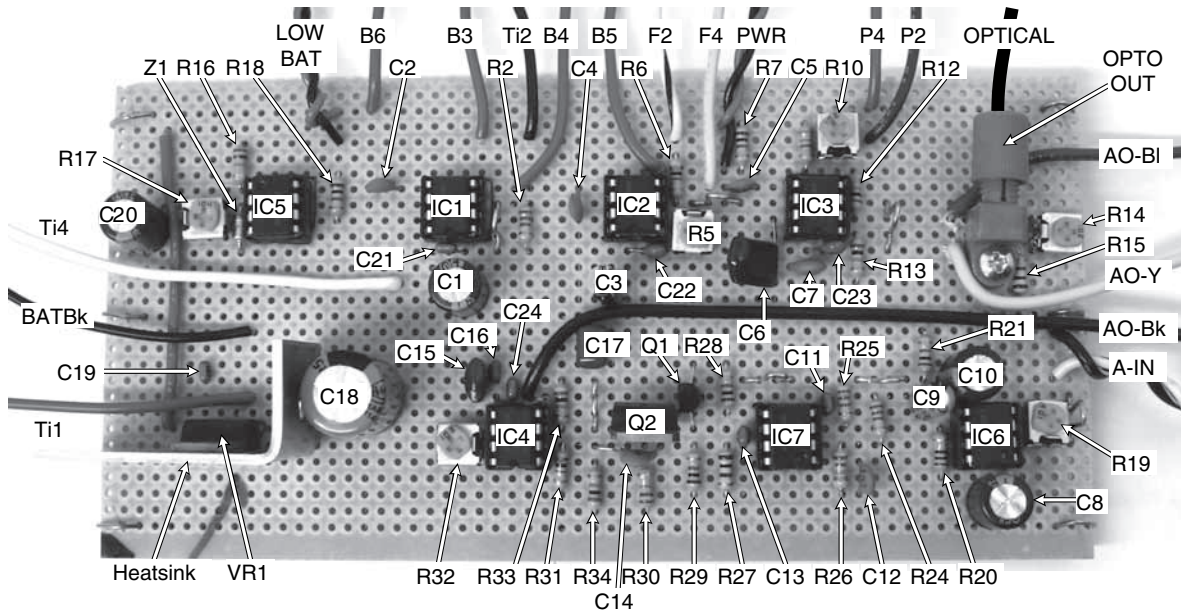 LOW
BAT
B6
B3
Ti2
B4
B5
F2
F4
PWR
P4
P2
OPTICAL
OPTO
OUT
Z1
R16
R18
C2
R2
C4
R6
R7
C5
R10
R12
R17
AO-Bl
C20
IC5
IC1
IC2
IC3
R5
R14
Ti4
R15
C21
C1
C22
C6
C7
C23
R13
AO-Y
C3
BATBk
C24
C16
C15
C17
Q1
R28
C11
R25
R21
AO-Bk
A-IN
C19
C18
C9
C10
Ti1
IC4
Q2
IC7
IC6
R19
C8
Heatsink
VR1
R32
R33
R31
R34
R30
R29
R27
C13
R26
C12
R24
R20
C14